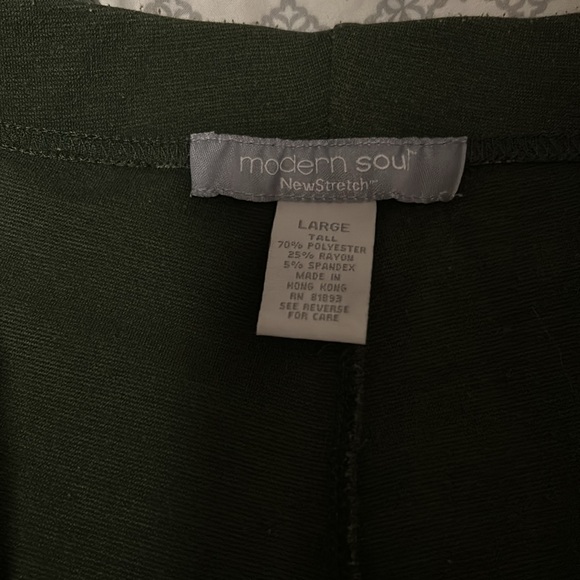 modern soul™
NewStretch™
LARGE
TALL
70% POLYESTER
25% RAYON
5% SPANDEX
MADE IN
HONG KONG
RN 81093
SEE REVERSE
FOR CARE